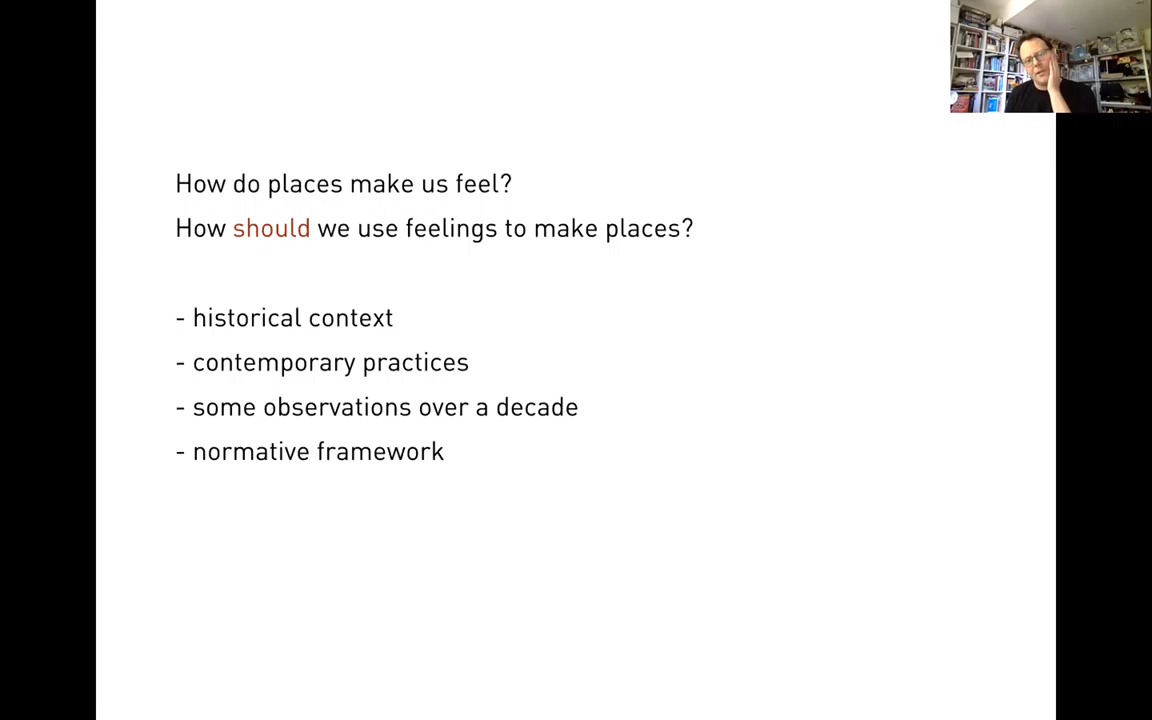 How do places make us feel?
How should we use feelings to make places?
- historical context
- contemporary practices
- some observations over a decade
- normative framework